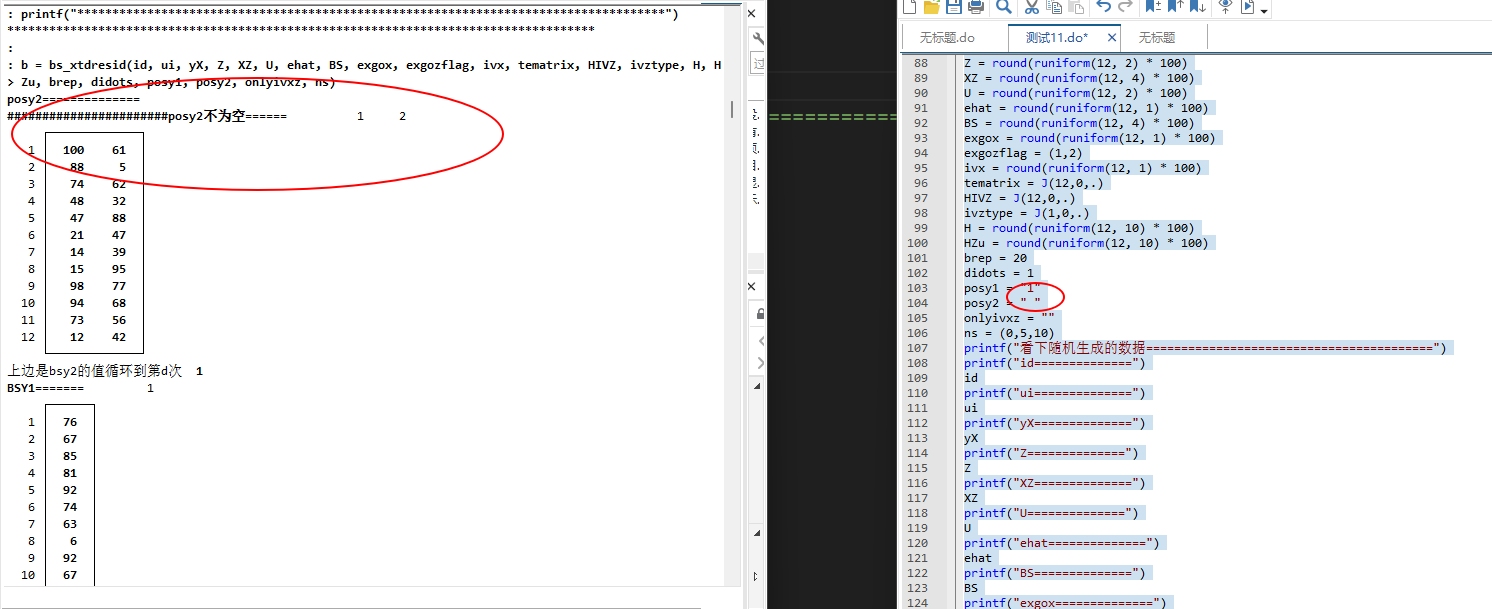 : printf("************************************************************************************")
************************************************************************************
:
: b = bs_xtdresid(id, ui, yX, Z, XZ, U, ehat, BS, exgox, exgozflag, ivx, tematrix, HIVZ, ivztype, H, H
> Zu, brep, didots, posy1, posy2, onlyivxz, ns)
posy2==============
#######################posy2不为空====== 1 2
1 100 61
2 88 5
3 74 62
4 48 32
5 47 88
6 21 47
7 14 39
8 15 95
9 98 77
10 94 68
11 73 56
12 12 42
上边是bsy2的值循环到第d次 1
BSY1======= 1
1 76
2 67
3 85
4 81
5 92
6 74
7 63
8 6
9 92
10 67
无标题.do
测试11.do*
无标题
88 Z = round(runiform(12, 2) * 100)
89 XZ = round(runiform(12, 4) * 100)
90 U = round(runiform(12, 2) * 100)
91 ehat = round(runiform(12, 1) * 100)
92 BS = round(runiform(12, 4) * 100)
93 exgox = round(runiform(12, 1) * 100)
94 exgozflag = (1,2)
95 ivx = round(runiform(12, 1) * 100)
96 tematrix = J(12,0,.)
97 HIVZ = J(12,0,.)
98 ivztype = J(1,0,.)
99 H = round(runiform(12, 10) * 100)
100 HZu = round(runiform(12, 10) * 100)
101 brep = 20
102 didots = 1
103 posy1 = "1"
104 posy2 = " "
105 onlyivxz = ""
106 ns = (0,5,10)
107 printf("看下随机生成的数据=========================================")
108 printf("id==============")
109 id
110 printf("ui==============")
111 ui
112 printf("yX==============")
113 yX
114 printf("Z==============")
115 Z
116 printf("XZ==============")
117 XZ
118 printf("U==============")
119 U
120 printf("ehat==============")
121 ehat
122 printf("BS==============")
123 BS
124 printf("exgox==============")